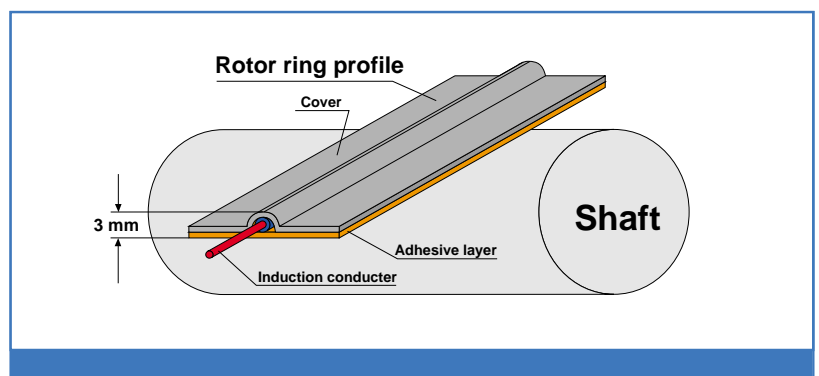 Rotor ring profile
Cover
3 mm
Shaft
Adhesive layer
Induction conducter